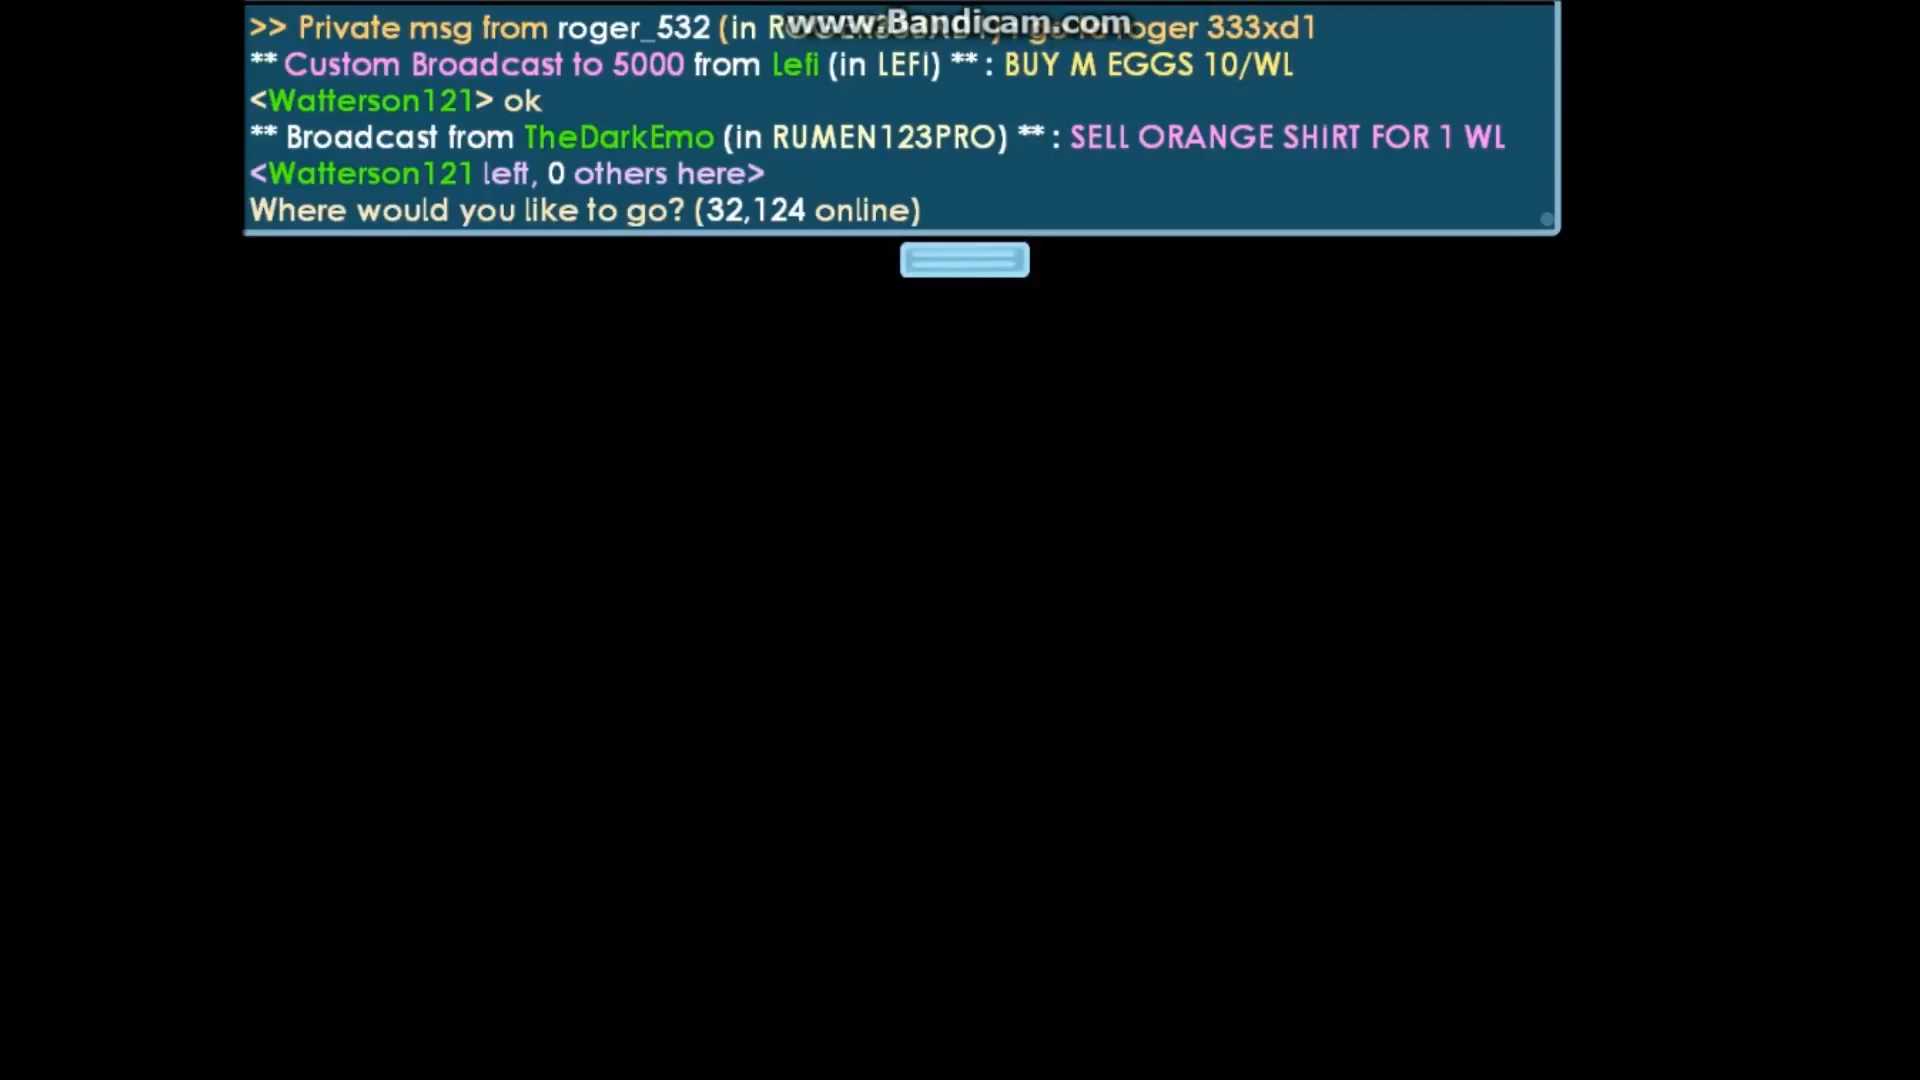 www.Bandicam.com
>> Private msg from roger_532 (in roger 333xd1
** Custom Broadcast to 5000 from Lefi (in LEFI) ** : BUY M EGGS 10/WL
<Watterson121> ok
** Broadcast from TheDarkEmo (in RUMEN123PRO) ** : SELL ORANGE SHIRT FOR 1 WL
<Watterson121 left, 0 others here>
Where would you like to go? (32,124 online)